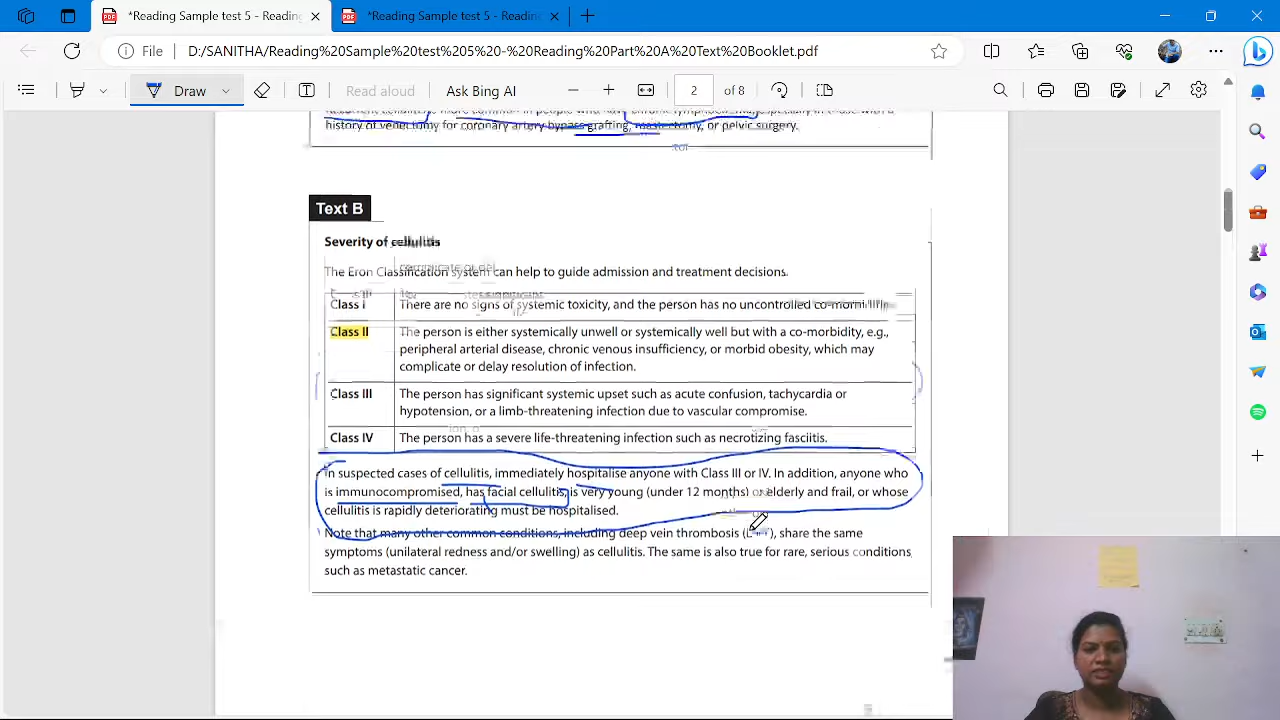 *Reading Sample test 5 - Reading
*Reading Sample test 5 - Readin
File
D:/SANITHA/Reading%20Sample%20test%205%20-%20Reading%20Part%20A%20Text%20Booklet.pdf
Draw
Read aloud
Ask Bing AI
2
of 8
history of venectomy for coronary artery bypass grafting, mastectomy, or pelvic surgery.
Text B
Severity of cellulitis
The Eron Classification system can help to guide admission and treatment decisions.
Class I
There are no signs of systemic toxicity, and the person has no uncontrolled
Class II
The person is either systemically unwell or systemically well but with a co-morbidity, e.g.,
peripheral arterial disease, chronic venous insufficiency, or morbid obesity, which may
complicate or delay resolution of infection.
Class III
The person has significant systemic upset such as acute confusion, tachycardia or
hypotension, or a limb-threatening infection due to vascular compromise.
Class IV
The person has a severe life-threatening infection such as necrotizing fasciitis.
In suspected cases of cellulitis, immediately hospitalise anyone with Class III or IV. In addition, anyone who
is immunocompromised, has facial cellulitis, is very young (under 12 months) or elderly and frail, or whose
cellulitis is rapidly deteriorating must be hospitalised.
Note that many other common conditions, including deep vein thrombosis share the same
symptoms (unilateral redness and/or swelling) as cellulitis. The same is also true for rare, serious conditions
such as metastatic cancer.